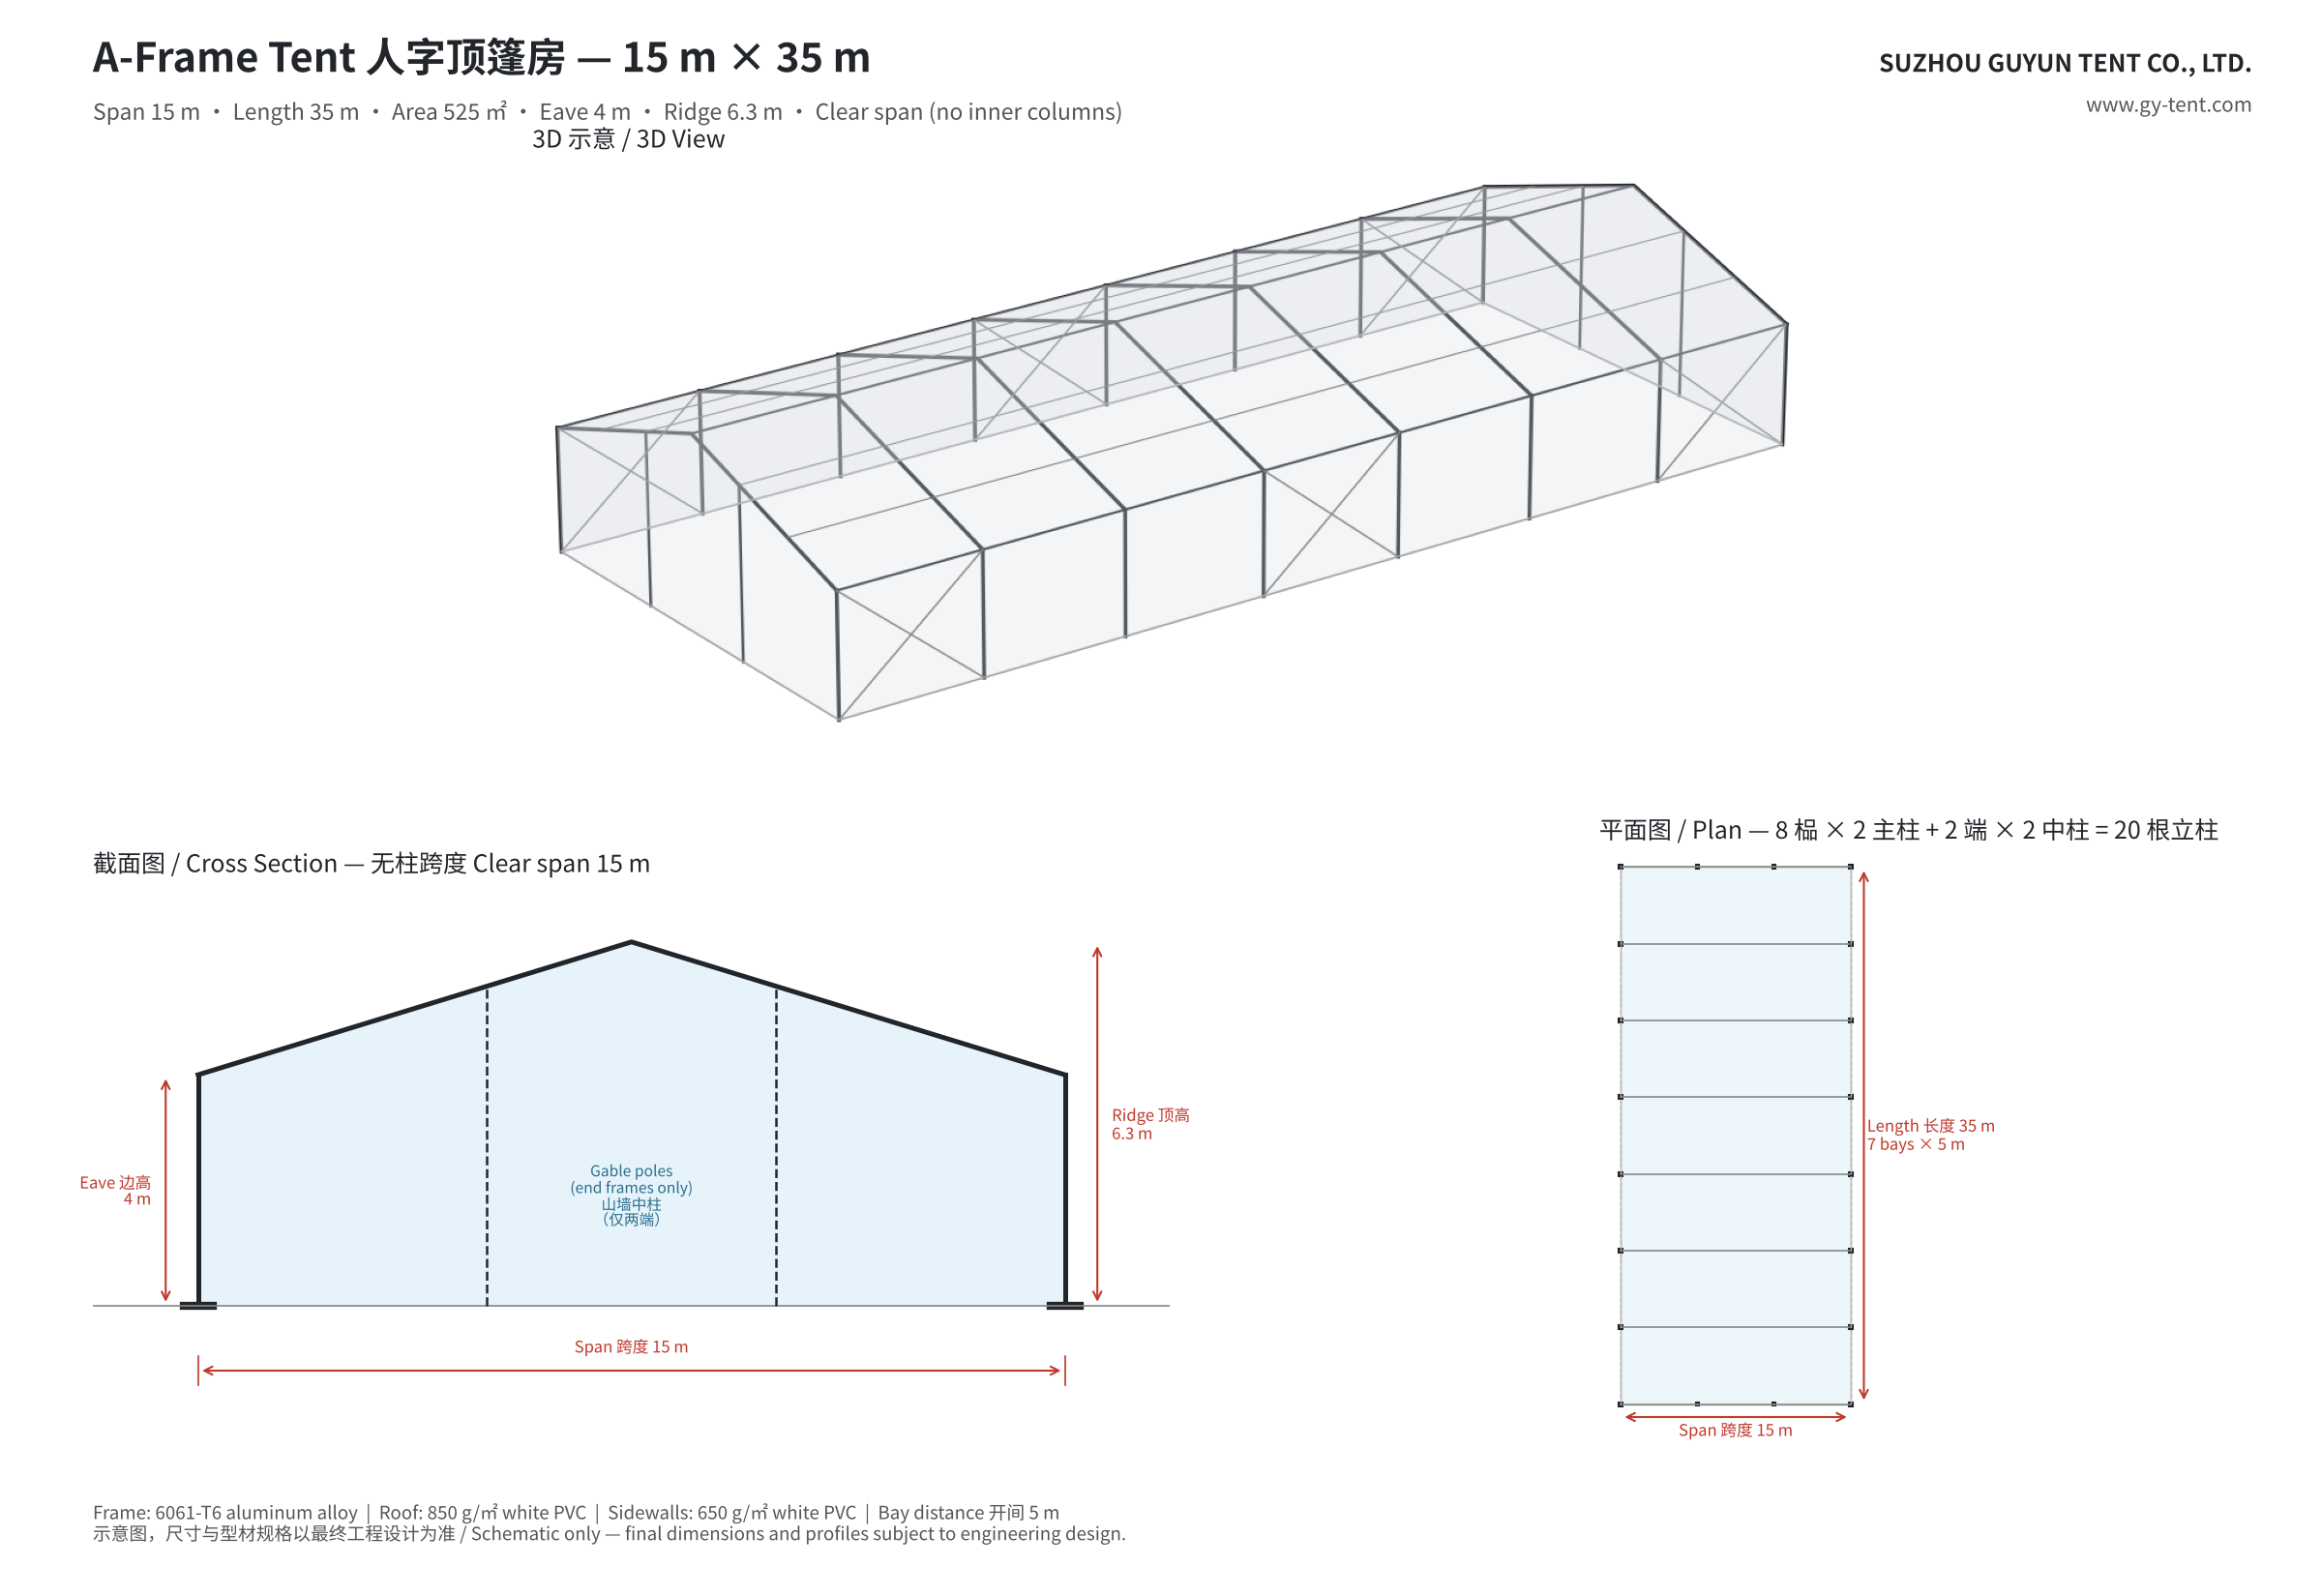 A-Frame Tent 人字顶篷房 — 15 m × 35 m
SUZHOU GUYUN TENT CO., LTD.
Span 15 m · Length 35 m · Area 525 ㎡ · Eave 4 m · Ridge 6.3 m · Clear span (no inner columns)
www.gy-tent.com
3D 示意 / 3D View
平面图 / Plan — 8 榀 × 2 主柱 + 2 端 × 2 中柱 = 20 根立柱
截面图 / Cross Section — 无柱跨度 Clear span 15 m
Ridge 顶高
6.3 m
Length 长度 35 m
7 bays × 5 m
Eave 边高
4 m
Gable poles
(end frames only)
山墙中柱
（仅两端）
Span 跨度 15 m
Span 跨度 15 m
Frame: 6061-T6 aluminum alloy | Roof: 850 g/㎡ white PVC | Sidewalls: 650 g/㎡ white PVC | Bay distance 开间 5 m
示意图，尺寸与型材规格以最终工程设计为准 / Schematic only — final dimensions and profiles subject to engineering design.